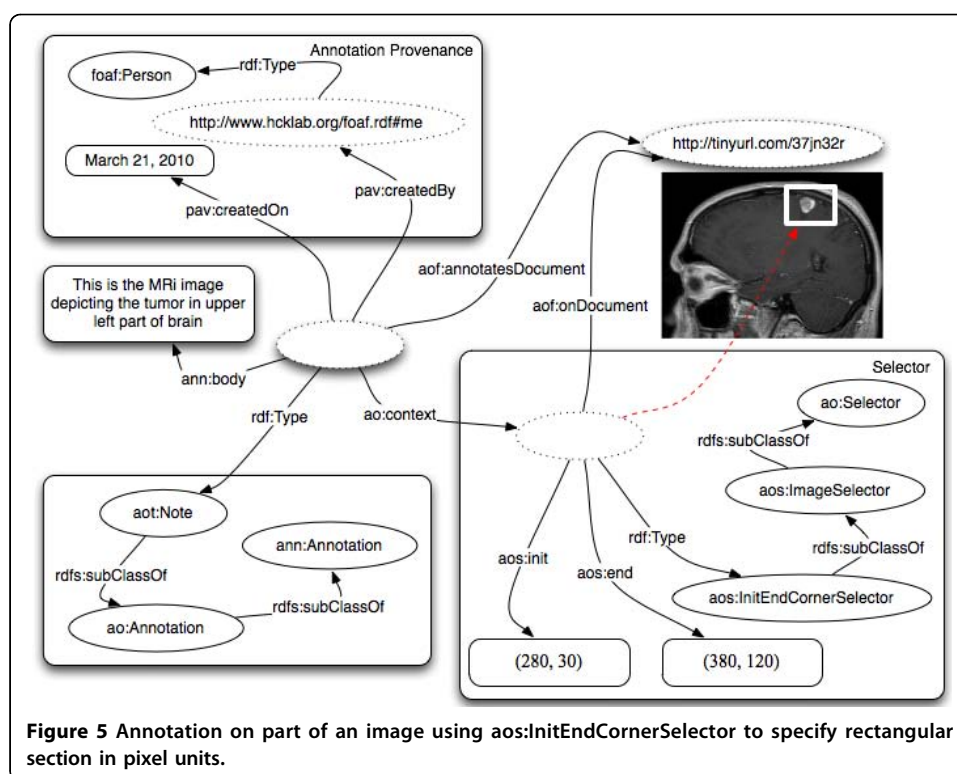 Annotation Provenance
foaf:Person
rdf:Type
http://www.hcklab.org/foaf.rdf#me
March 21, 2010
pav:createdOn
pav:createdBy
http://tinyurl.com/37jn32r
aof:annotatesDocument
aof:onDocument
This is the MRi image
depicting the tumor in upper
left part of brain
ann:body
rdf:Type
ao:context
Selector
ao:Selector
rdfs:subClassOf
aos:ImageSelector
rdfs:subClassOf
aos:InitEndCornerSelector
rdf:Type
aos:init
aos:end
(280, 30)
(380, 120)
aot:Note
ann:Annotation
rdfs:subClassOf
rdfs:subClassOf
ao:Annotation
Figure 5 Annotation on part of an image using aos:InitEndCornerSelector to specify rectangular
section in pixel units.